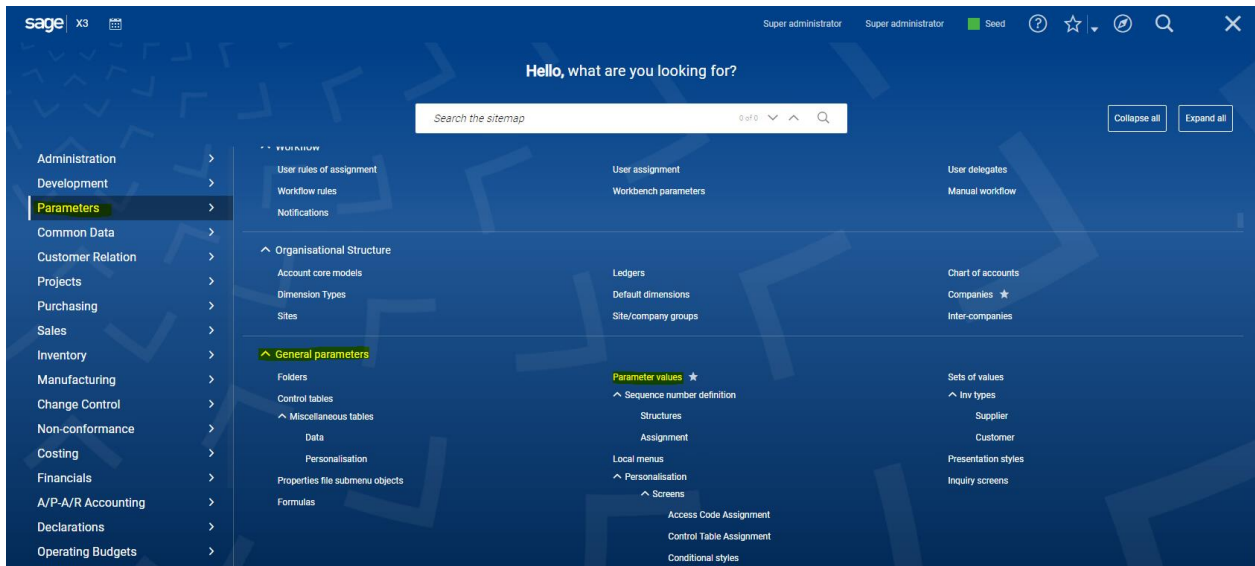 sage X3
Super administrator Super administrator Seed
Hello, what are you looking for?
Search the sitemap 0 of 0
Collapse all Expand all
Administration
Development
Parameters
Common Data
Customer Relation
Projects
Purchasing
Sales
Inventory
Manufacturing
Change Control
Non-conformance
Costing
Financials
A/P-A/R Accounting
Declarations
Operating Budgets
Workflow
User rules of assignment User assignment User delegates
Workflow rules Workbench parameters Manual workflow
Notifications
Organisational Structure
Account core models Ledgers Chart of accounts
Dimension Types Default dimensions Companies
Sites Site/company groups Inter-companies
General parameters
Folders Parameter values Sets of values
Control tables Sequence number definition Inv types
Miscellaneous tables Structures Supplier
Data Assignment Customer
Personalisation Local menus Presentation styles
Properties file submenu objects Personalisation Inquiry screens
Formulas Screens
Access Code Assignment
Control Table Assignment
Conditional styles